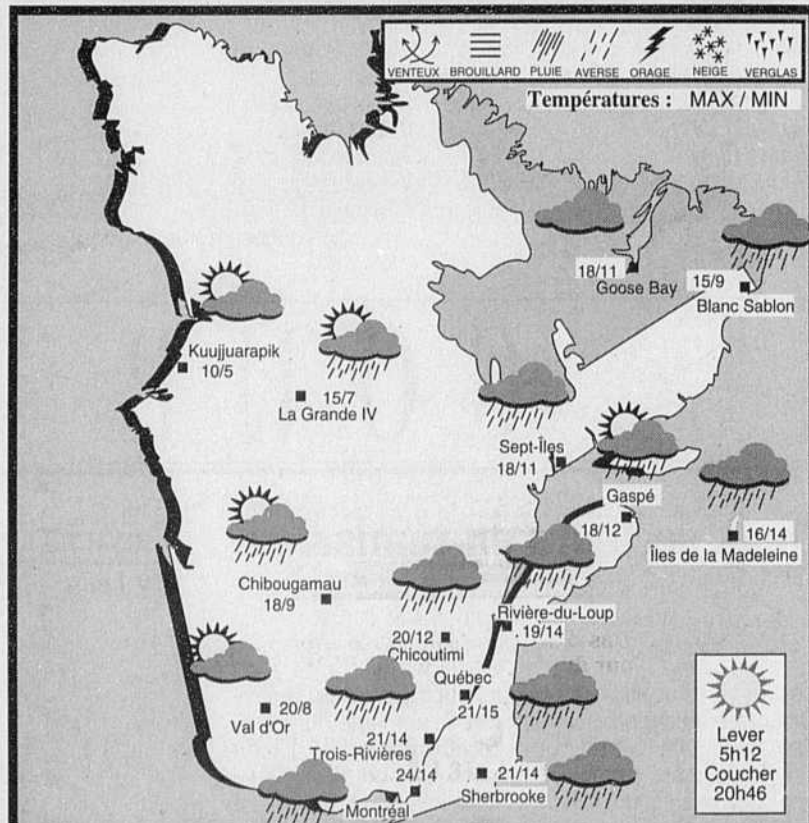 VENTEUX BROUILLARD PLUIE AVERSE ORAGE NEIGE VERGLAS
Températures : MAX / MIN
18/11
Goose Bay
15/9
Blanc Sablon
Kuujjuarapik
10/5
15/7
La Grande IV
Sept-Îles
18/11
Gaspé
18/12
16/14
Îles de la Madeleine
Chibougamau
18/9
Rivière-du-Loup
19/14
20/12
Chicoutimi
Québec
21/15
20/8
Val d'Or
21/14
Trois-Rivières
24/14
Montréal
21/14
Sherbrooke
Lever
5h12
Coucher
20h46